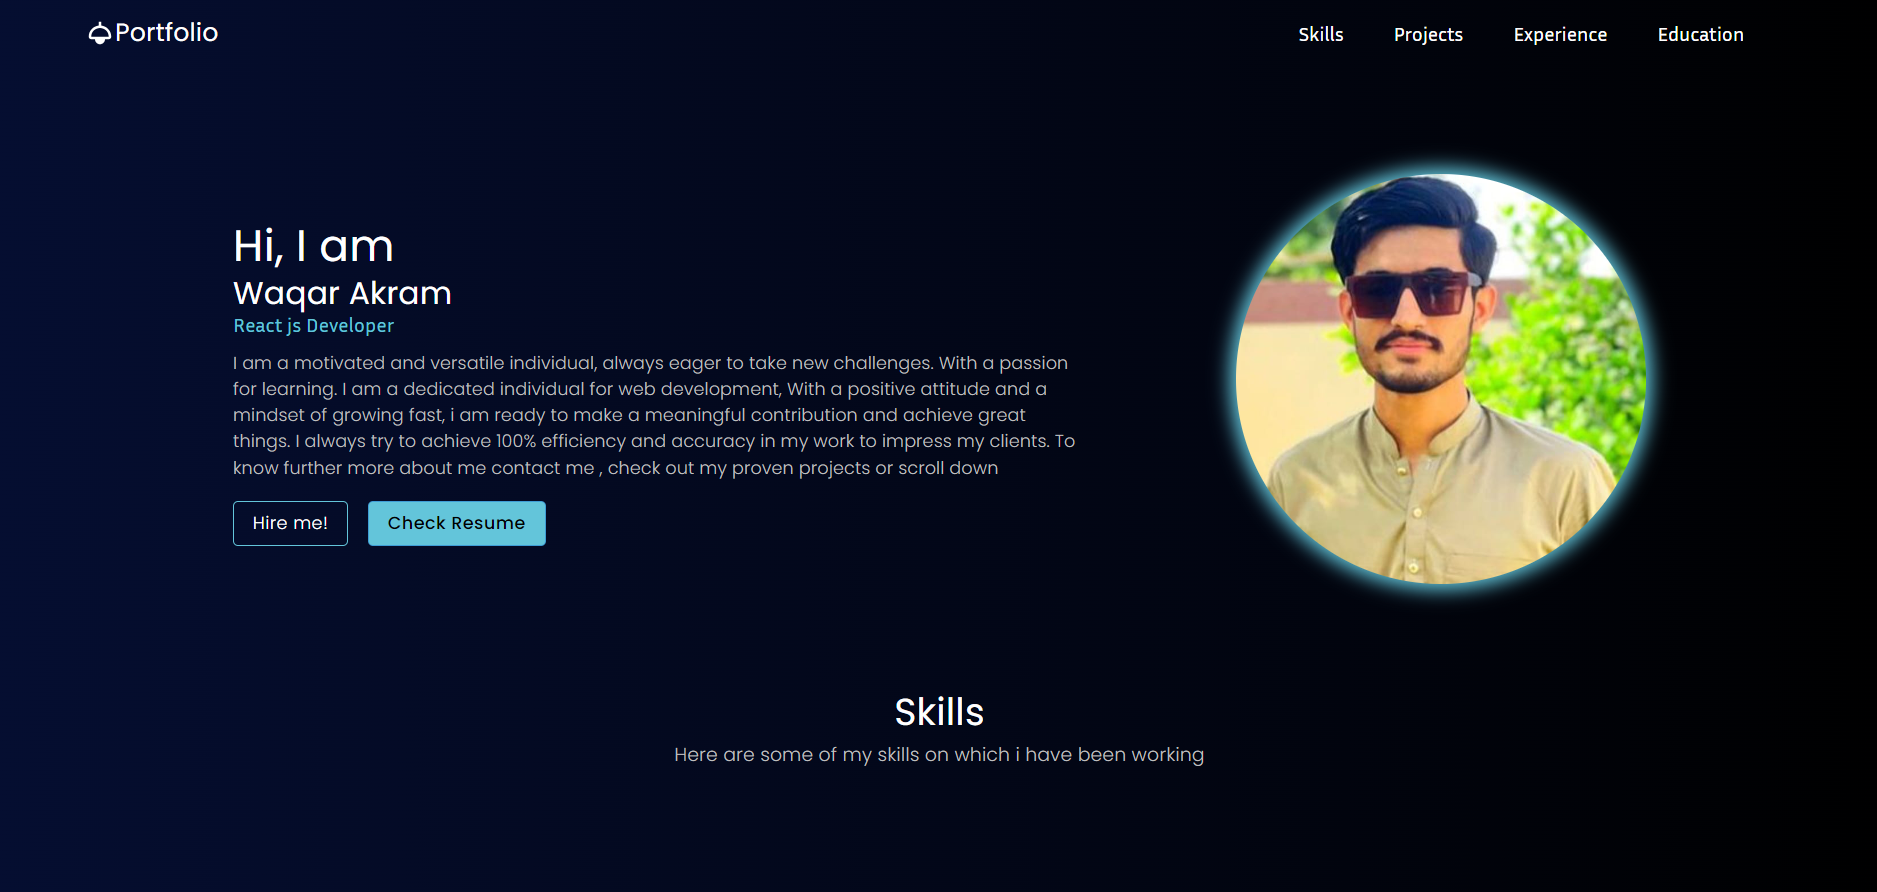 Portfolio
Skills Projects Experience Education
Hi, I am
Waqar Akram
React js Developer
I am a motivated and versatile individual, always eager to take new challenges. With a passion
for learning. I am a dedicated individual for web development, With a positive attitude and a
mindset of growing fast, i am ready to make a meaningful contribution and achieve great
things. I always try to achieve 100% efficiency and accuracy in my work to impress my clients. To
know further more about me contact me , check out my proven projects or scroll down
Hire me! Check Resume
Skills
Here are some of my skills on which i have been working